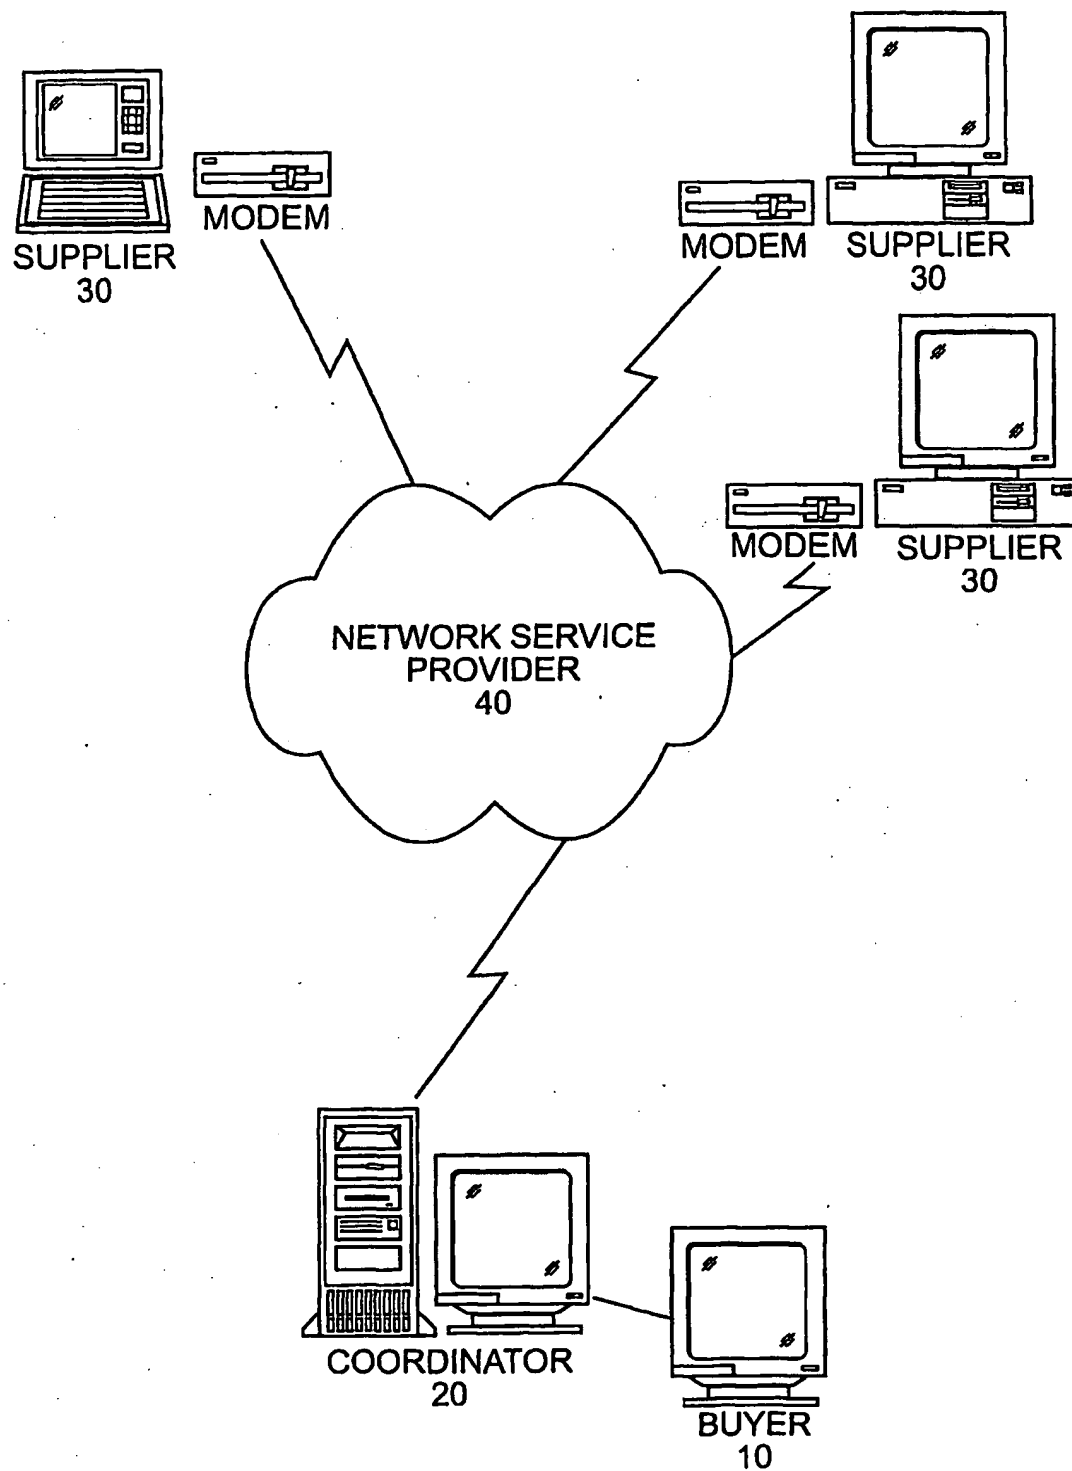 MODEM
SUPPLIER
30
MODEM
SUPPLIER
30
MODEM
SUPPLIER
30
NETWORK SERVICE
PROVIDER
40
COORDINATOR
20
BUYER
10